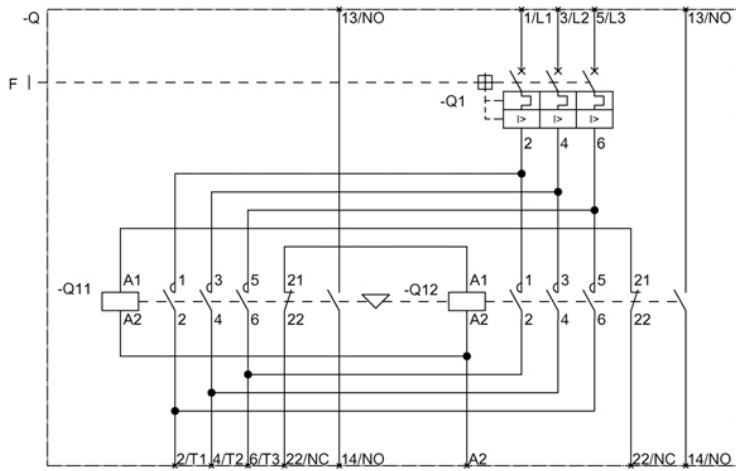 -Q 13/NO 1/L1 3/L2 5/L3 13/NO
F
-Q1
I> I> I>
2 4 6
A1 1 3 5 21 A1 1 3 5 21
-Q11 -Q12
A2 2 4 6 22 A2 2 4 6 22
2/T1 4/T2 6/T3 22/NC 14/NO A2 22/NC 14/NO